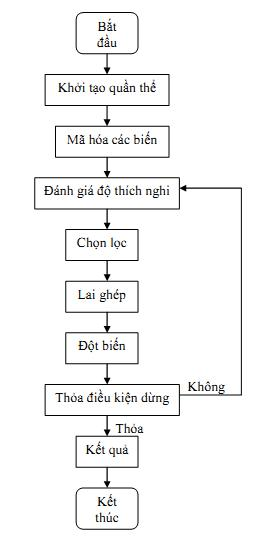 Bắt
đầu
Khởi tạo quần thể
Mã hóa các biến
Đánh giá độ thích nghi
Chọn lọc
Lai ghép
Đột biến
Không
Thỏa điều kiện dừng
Thỏa
Kết quả
Kết
thúc